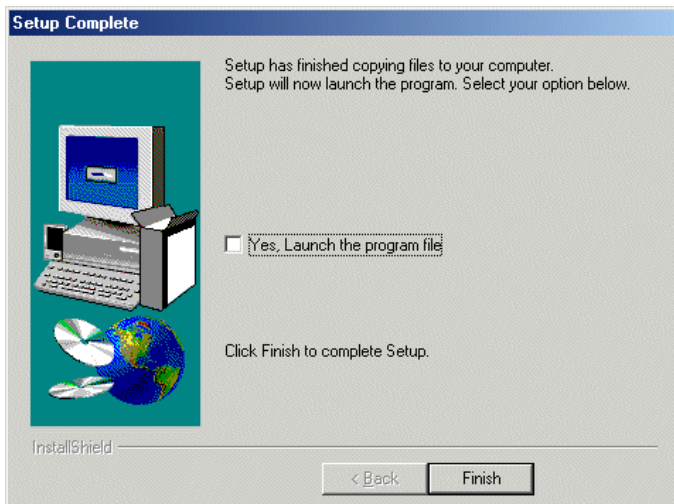 Setup Complete
Setup has finished copying files to your computer.
Setup will now launch the program. Select your option below.
Yes, Launch the program file
Click Finish to complete Setup.
InstallShield
< Back
Finish